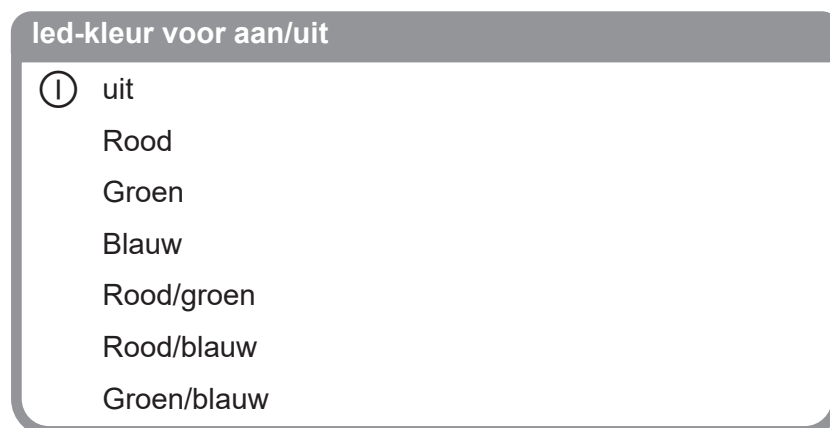 led-kleur voor aan/uit
uit
Rood
Groen
Blauw
Rood/groen
Rood/blauw
Groen/blauw